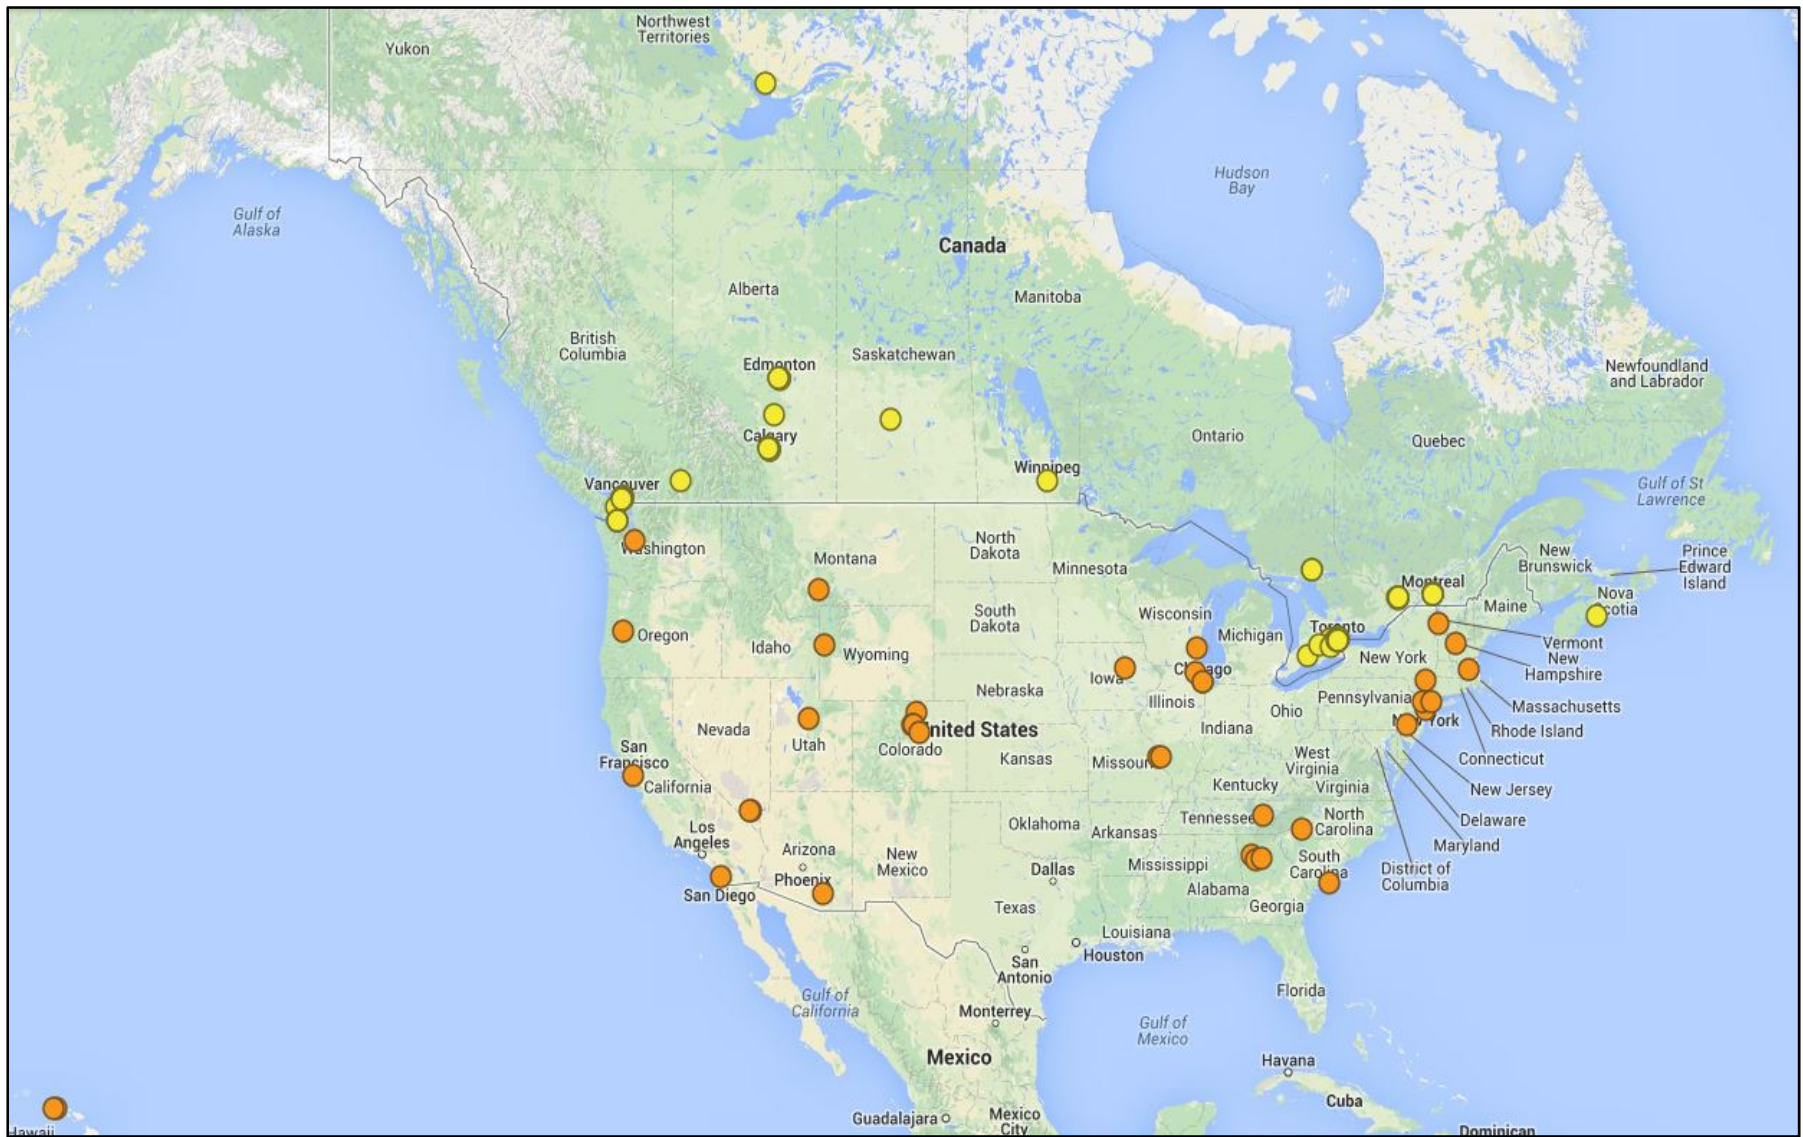 Northwest
Territories
Yukon
Hudson
Bay
Gulf of
Alaska
Canada
Alberta
Manitoba
British
Columbia
Saskatchewan
Edmonton
Newfoundland
and Labrador
Calgary
Ontario
Quebec
Winnipeg
Vancouver
Gulf of St
Lawrence
Washington
North
Dakota
Montana
Minnesota
New
Brunswick
Prince
Edward
Island
Montreal
Nova
Scotia
Maine
Wisconsin
South
Dakota
Toronto
Michigan
Oregon
Idaho
Wyoming
Vermont
New
Hampshire
New York
Chicago
Iowa
Nebraska
Illinois
Pennsylvania
Massachusetts
Ohio
New York
Rhode Island
Nevada
Utah
United States
Colorado
Indiana
San
Francisco
Kansas
Missouri
West
Virginia
Connecticut
California
Kentucky
Virginia
New Jersey
Tennessee
North
Carolina
Oklahoma
Arkansas
Delaware
Los
Angeles
Arizona
New
Mexico
Maryland
Mississippi
South
Carolina
Dallas
Phoenix
District of
Columbia
San Diego
Alabama
Texas
Georgia
Louisiana
Houston
San
Antonio
Florida
Gulf of
California
Monterrey
Gulf of
Mexico
Mexico
Havana
Cuba
Hawaii
Guadalajara
Mexico
City
Dominican